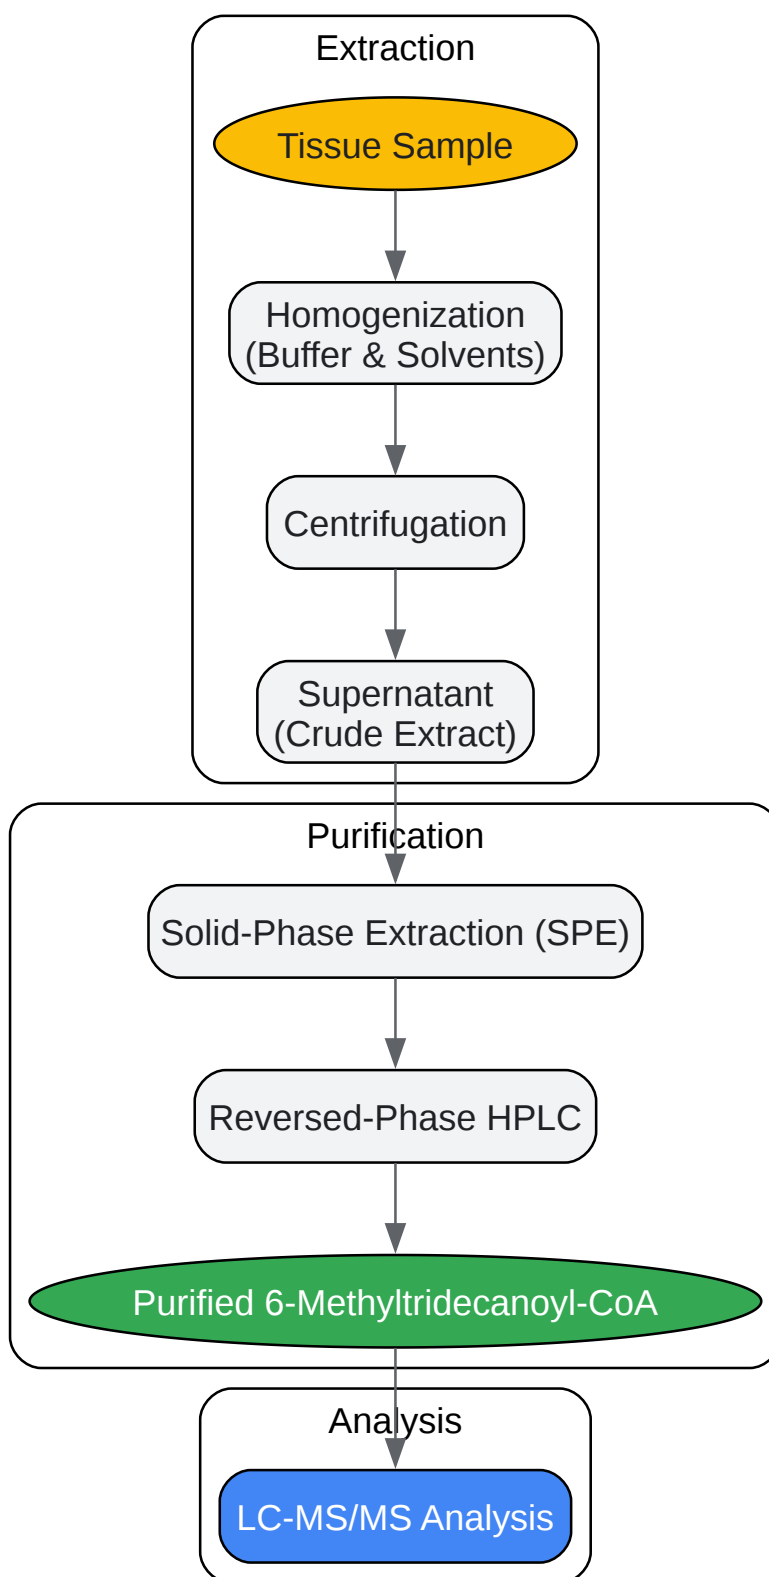 Extraction
Tissue Sample
Homogenization
(Buffer & Solvents)
Centrifugation
Supernatant
(Crude Extract)
Purification
Solid-Phase Extraction (SPE)
Reversed-Phase HPLC
Purified 6-Methyltridecanoyl-CoA
Analysis
LC-MS/MS Analysis